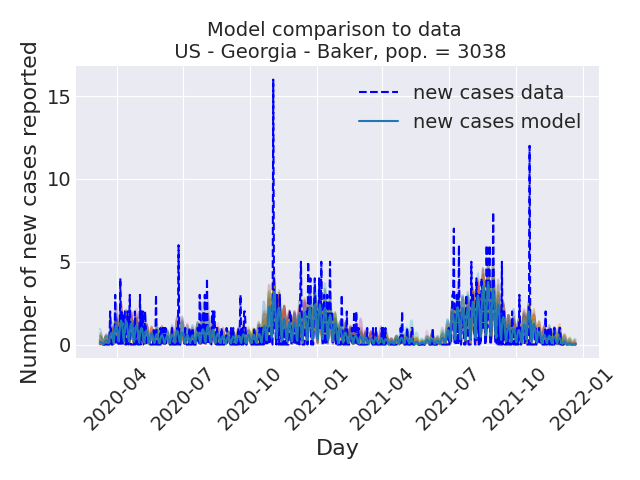 Model comparison to data
US - Georgia - Baker, pop. = 3038
new cases data
new cases model
Number of new cases reported
15
10
5
0
2020-04
2020-07
2020-10
2021-01
2021-04
2021-07
2021-10
2022-01
Day